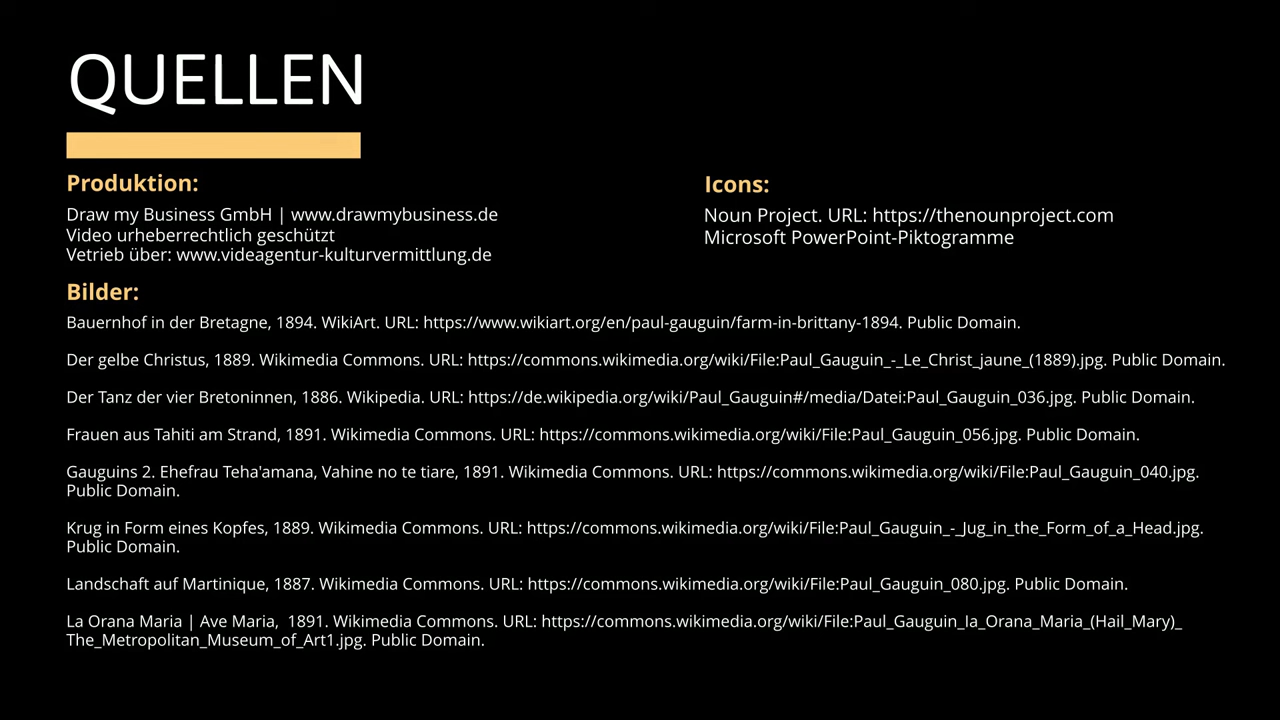 QUELLEN
Produktion:
Draw my Business GmbH | www.drawmybusiness.de
Video urheberrechtlich geschützt
Vetrieb über: www.videagentur-kulturvermittlung.de
Icons:
Noun Project. URL: https://thenounproject.com
Microsoft PowerPoint-Piktogramme
Bilder:
Bauernhof in der Bretagne, 1894. WikiArt. URL: https://www.wikiart.org/en/paul-gauguin/farm-in-brittany-1894. Public Domain.
Der gelbe Christus, 1889. Wikimedia Commons. URL: https://commons.wikimedia.org/wiki/File:Paul_Gauguin_-_Le_Christ_jaune_(1889).jpg. Public Domain.
Der Tanz der vier Bretoninnen, 1886. Wikipedia. URL: https://de.wikipedia.org/wiki/Paul_Gauguin#/media/Datei:Paul_Gauguin_036.jpg. Public Domain.
Frauen aus Tahiti am Strand, 1891. Wikimedia Commons. URL: https://commons.wikimedia.org/wiki/File:Paul_Gauguin_056.jpg. Public Domain.
Gauguins 2. Ehefrau Teha'amana, Vahine no te tiare, 1891. Wikimedia Commons. URL: https://commons.wikimedia.org/wiki/File:Paul_Gauguin_040.jpg.
Public Domain.
Krug in Form eines Kopfes, 1889. Wikimedia Commons. URL: https://commons.wikimedia.org/wiki/File:Paul_Gauguin_-_Jug_in_the_Form_of_a_Head.jpg.
Public Domain.
Landschaft auf Martinique, 1887. Wikimedia Commons. URL: https://commons.wikimedia.org/wiki/File:Paul_Gauguin_080.jpg. Public Domain.
La Orana Maria | Ave Maria,  1891. Wikimedia Commons. URL: https://commons.wikimedia.org/wiki/File:Paul_Gauguin_Ia_Orana_Maria_(Hail_Mary)_
The_Metropolitan_Museum_of_Art1.jpg. Public Domain.